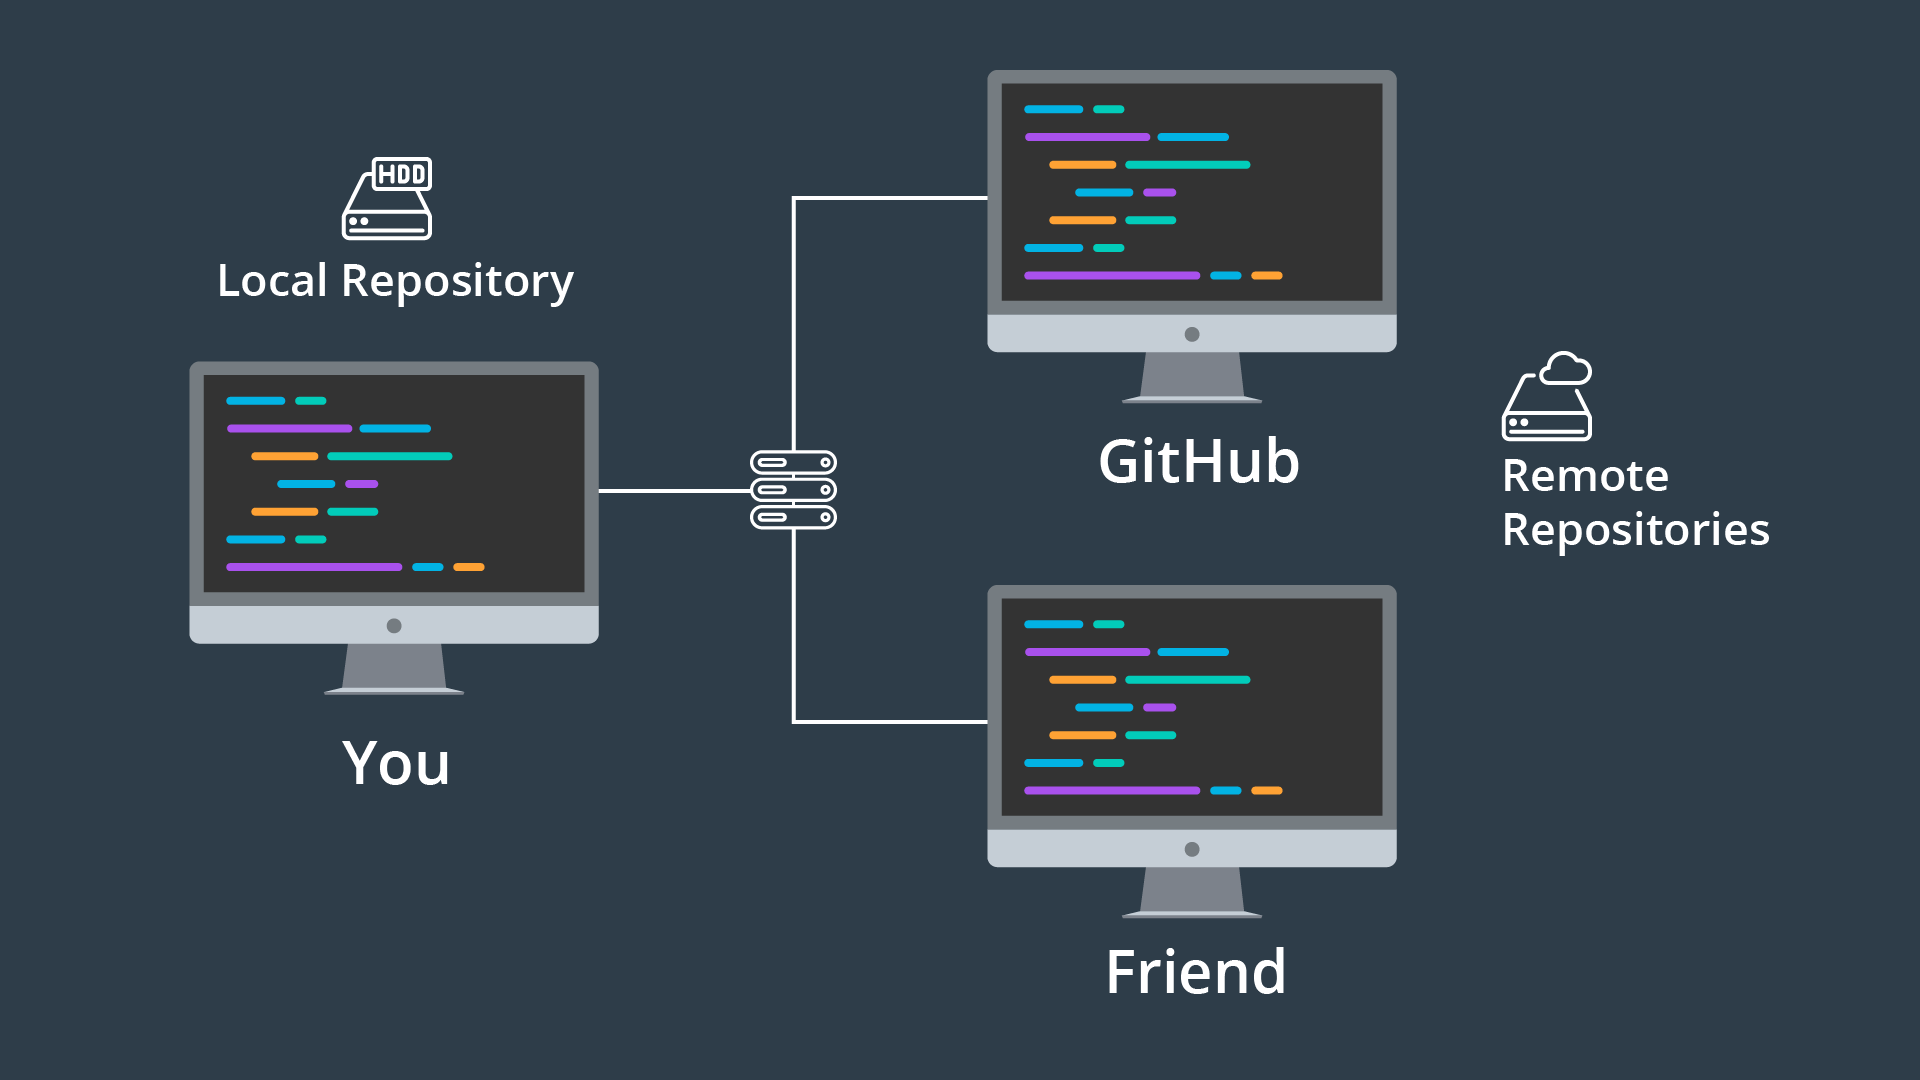 HDD
Local Repository
You
GitHub
Remote
Repositories
Friend